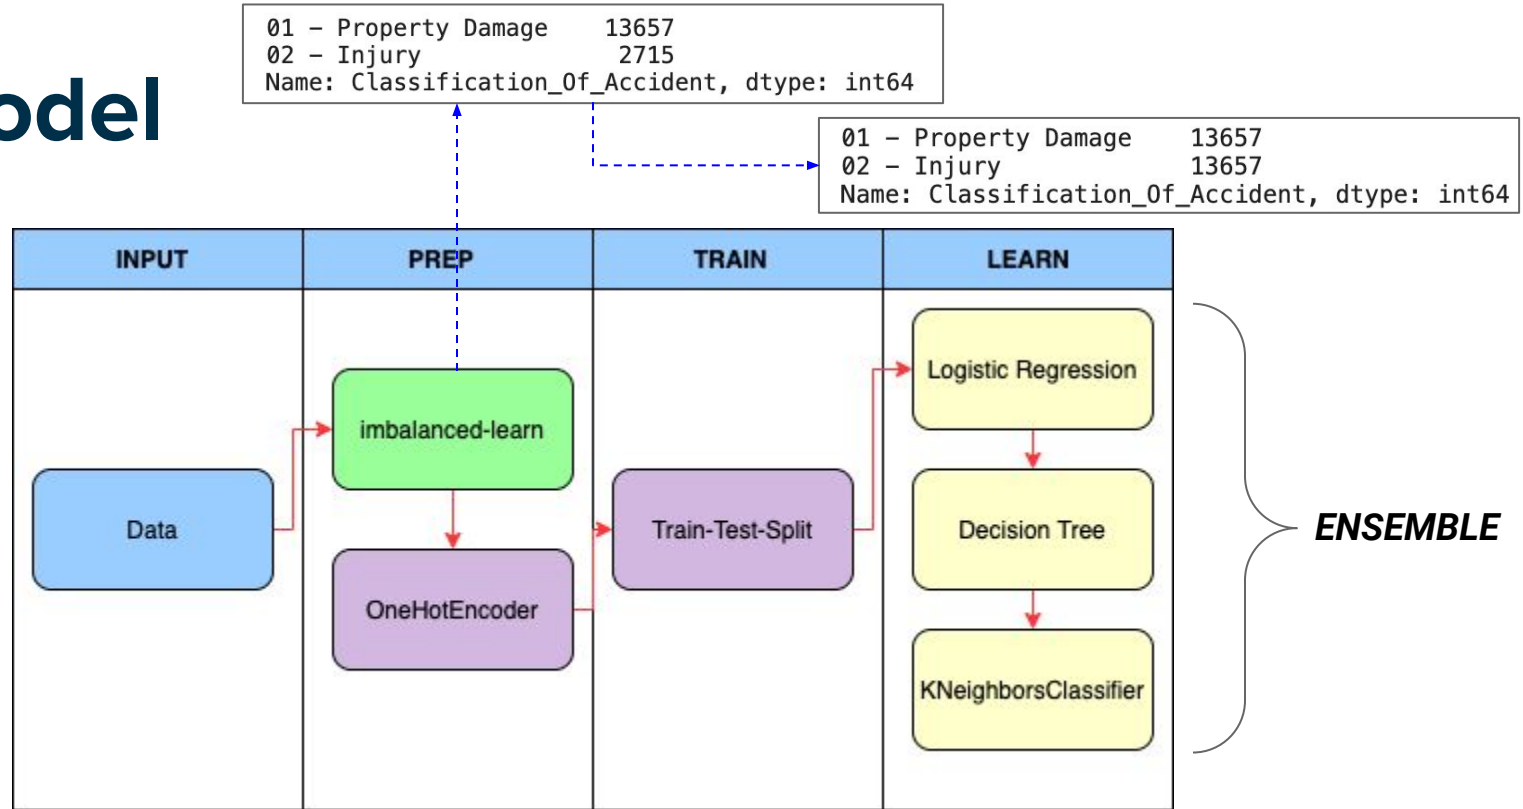 01 – Property Damage 13657
02 – Injury 2715
Name: Classification_Of_Accident, dtype: int64
odel
01 – Property Damage 13657
02 – Injury 13657
Name: Classification_Of_Accident, dtype: int64
INPUT
PREP
TRAIN
LEARN
Data
imbalanced-learn
OneHotEncoder
Train-Test-Split
Logistic Regression
Decision Tree
KNeighborsClassifier
ENSEMBLE